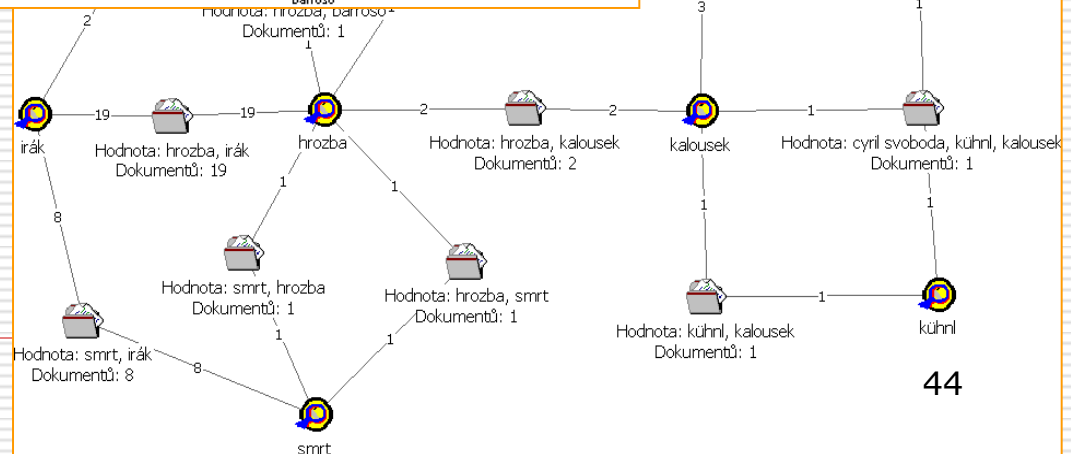 barroso
2
3
1
Hodnota: hrozba, barroso
1
Dokumentů: 1
1
19
19
2
2
1
irák
hrozba
kalousek
Hodnota: hrozba, irák
Dokumentů: 19
Hodnota: hrozba, kalousek
Dokumentů: 2
Hodnota: cyril svoboda, kühnl, kalousek
Dokumentů: 1
1
1
1
1
8
Hodnota: smrt, hrozba
Dokumentů: 1
Hodnota: hrozba, smrt
Dokumentů: 1
1
kühnl
Hodnota: kühnl, kalousek
Dokumentů: 1
1
1
Hodnota: smrt, irák
Dokumentů: 8
8
44
smrt